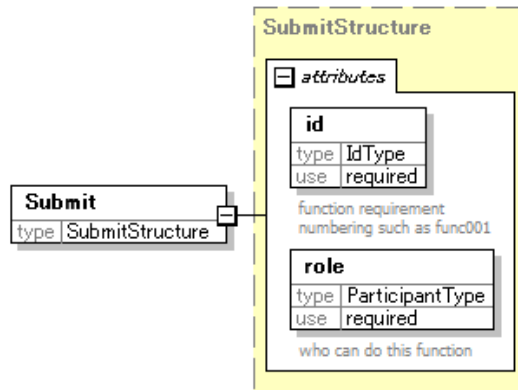 SubmitStructure
attributes
id
type IdType
use required
function requirement
numbering such as func001
Submit
type SubmitStructure
role
type ParticipantType
use required
who can do this function